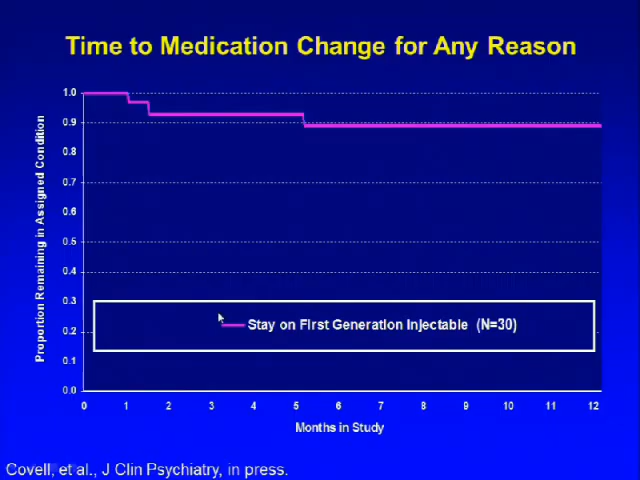 Time to Medication Change for Any Reason
Proportion Remaining in Assigned Condition
1.0
0.9
0.8
0.7
0.6
0.5
0.4
0.3
0.2
0.1
0.0
Stay on First Generation Injectable (N=30)
0 1 2 3 4 5 6 7 8 9 10 11 12
Months in Study
Covell, et al., J Clin Psychiatry, in press.